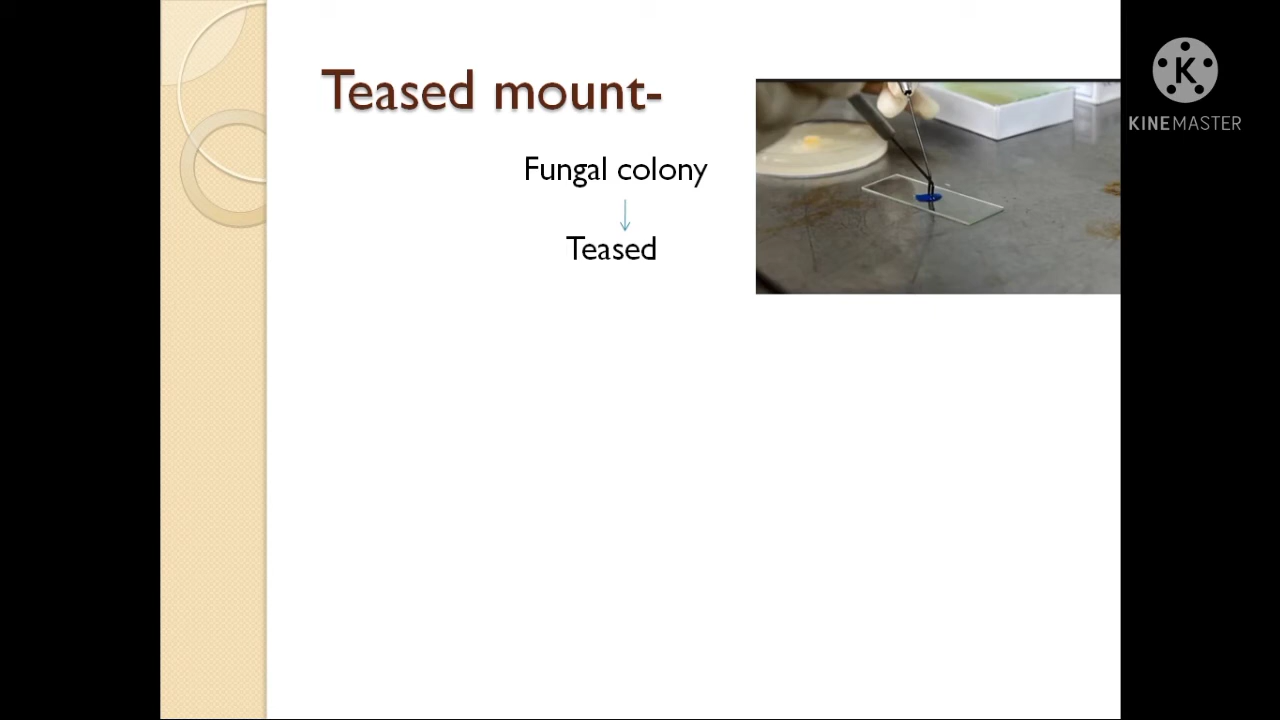 Teased mount-
Fungal colony
Teased
K
KINEMASTER